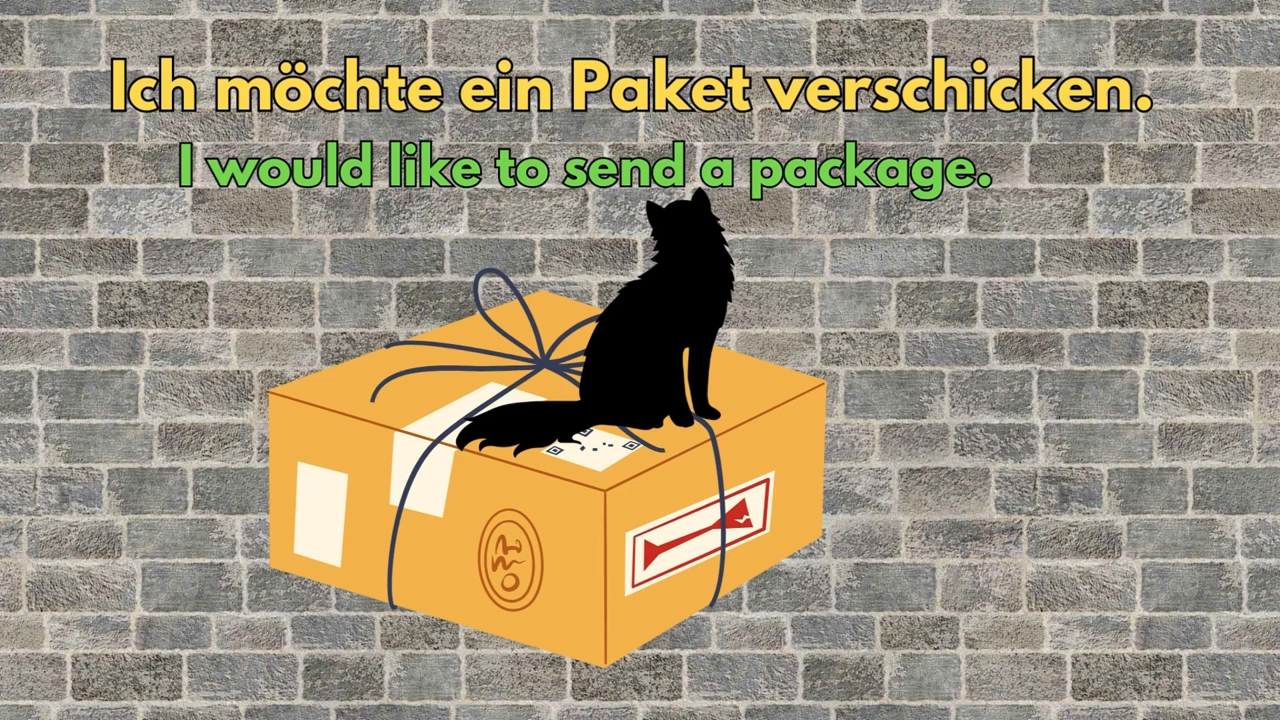 Ich möchte ein Paket verschicken.
I would like to send a package.